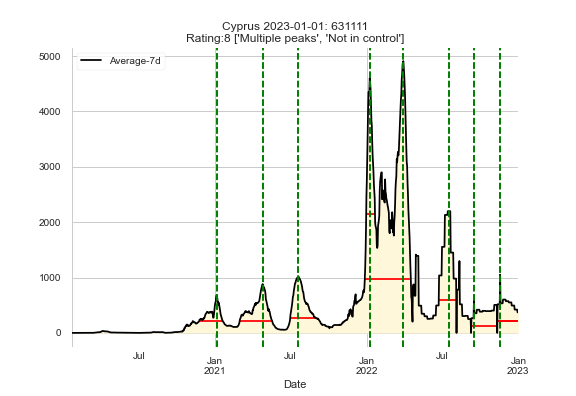 Cyprus 2023-01-01: 631111
Rating:8 ['Multiple peaks', 'Not in control']
Average-7d
5000
4000
3000
2000
1000
0
Jul
Jan
2021
Jul
Jan
2022
Jul
Jan
2023
Date